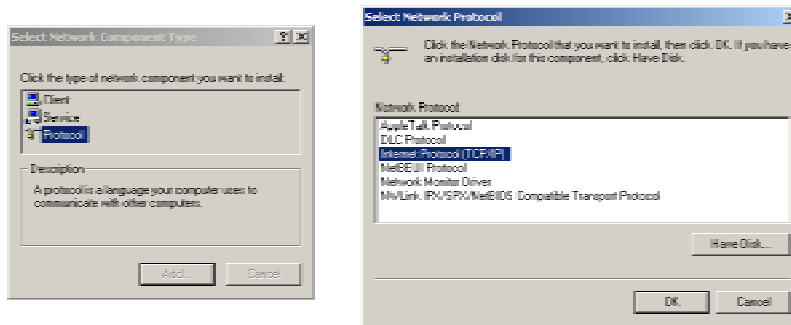 Select Network Component Type
Click the type of network component you want to install:
Client
Service
Protocol
Description
A protocol is a language your computer uses to
communicate with other computers.
Add...
Cancel
Select Network Protocol
Click the Network Protocol that you want to install, then click OK. If you have
an installation disk for this component, click Have Disk.
Network Protocol:
AppleTalk Protocol
DLC Protocol
Internet Protocol (TCP/IP)
NetBEUI Protocol
Network Monitor Driver
NWLink IPX/SPX/NetBIOS Compatible Transport Protocol
Have Disk...
OK
Cancel